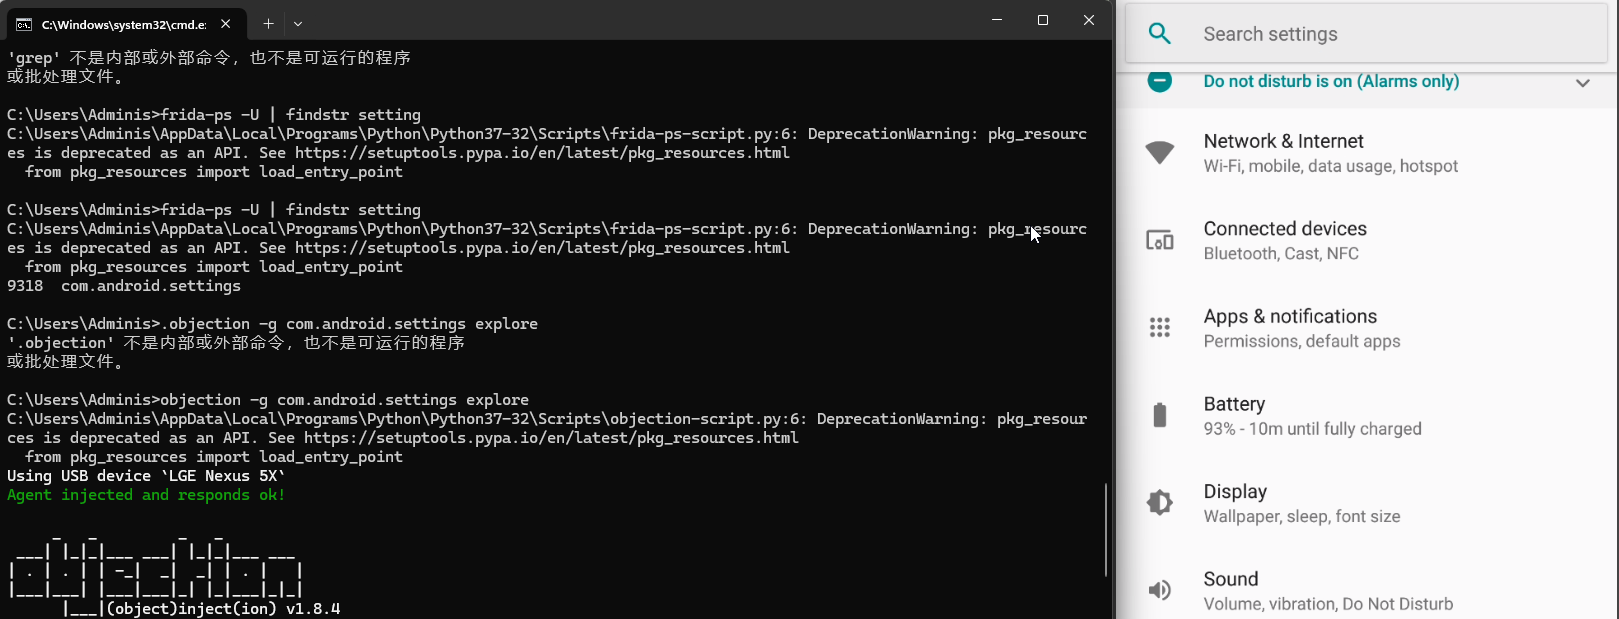 C:\Windows\system32\cmd.e:
'grep' 不是内部或外部命令，也不是可运行的程序
或批处理文件。
C:\Users\Adminis>frida-ps -U | findstr setting
C:\Users\Adminis\AppData\Local\Programs\Python\Python37-32\Scripts\frida-ps-script.py:6: DeprecationWarning: pkg_resourc
es is deprecated as an API. See https://setuptools.pypa.io/en/latest/pkg_resources.html
  from pkg_resources import load_entry_point
C:\Users\Adminis>frida-ps -U | findstr setting
C:\Users\Adminis\AppData\Local\Programs\Python\Python37-32\Scripts\frida-ps-script.py:6: DeprecationWarning: pkg_resourc
es is deprecated as an API. See https://setuptools.pypa.io/en/latest/pkg_resources.html
  from pkg_resources import load_entry_point
9318  com.android.settings
C:\Users\Adminis>.objection -g com.android.settings explore
'.objection' 不是内部或外部命令，也不是可运行的程序
或批处理文件。
C:\Users\Adminis>objection -g com.android.settings explore
C:\Users\Adminis\AppData\Local\Programs\Python\Python37-32\Scripts\objection-script.py:6: DeprecationWarning: pkg_resour
ces is deprecated as an API. See https://setuptools.pypa.io/en/latest/pkg_resources.html
  from pkg_resources import load_entry_point
Using USB device `LGE Nexus 5X`
Agent injected and responds ok!
|___|(object)inject(ion) v1.8.4
Search settings
Do not disturb is on (Alarms only)
Network & Internet
Wi-Fi, mobile, data usage, hotspot
Connected devices
Bluetooth, Cast, NFC
Apps & notifications
Permissions, default apps
Battery
93% - 10m until fully charged
Display
Wallpaper, sleep, font size
Sound
Volume, vibration, Do Not Disturb